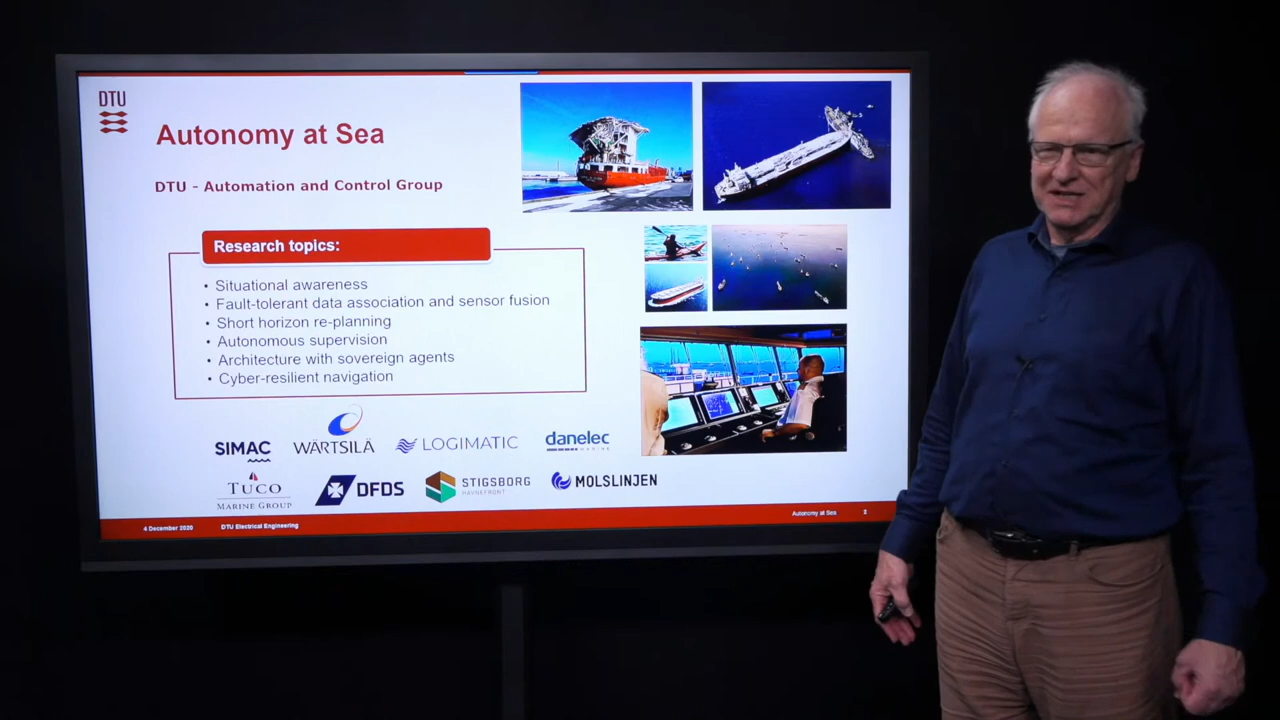 DTU
Autonomy at Sea
DTU - Automation and Control Group
Research topics:
• Situational awareness
• Fault-tolerant data association and sensor fusion
• Short horizon re-planning
• Autonomous supervision
• Architecture with sovereign agents
• Cyber-resilient navigation
SIMAC WÄRTSILÄ LOGIMATIC danelec
MARINE
TUCO
MARINE GROUP
DFDS STIGSBORG
HAVNEFRONT
MOLSLINJEN
4 December 2020 DTU Electrical Engineering Autonomy at Sea 2